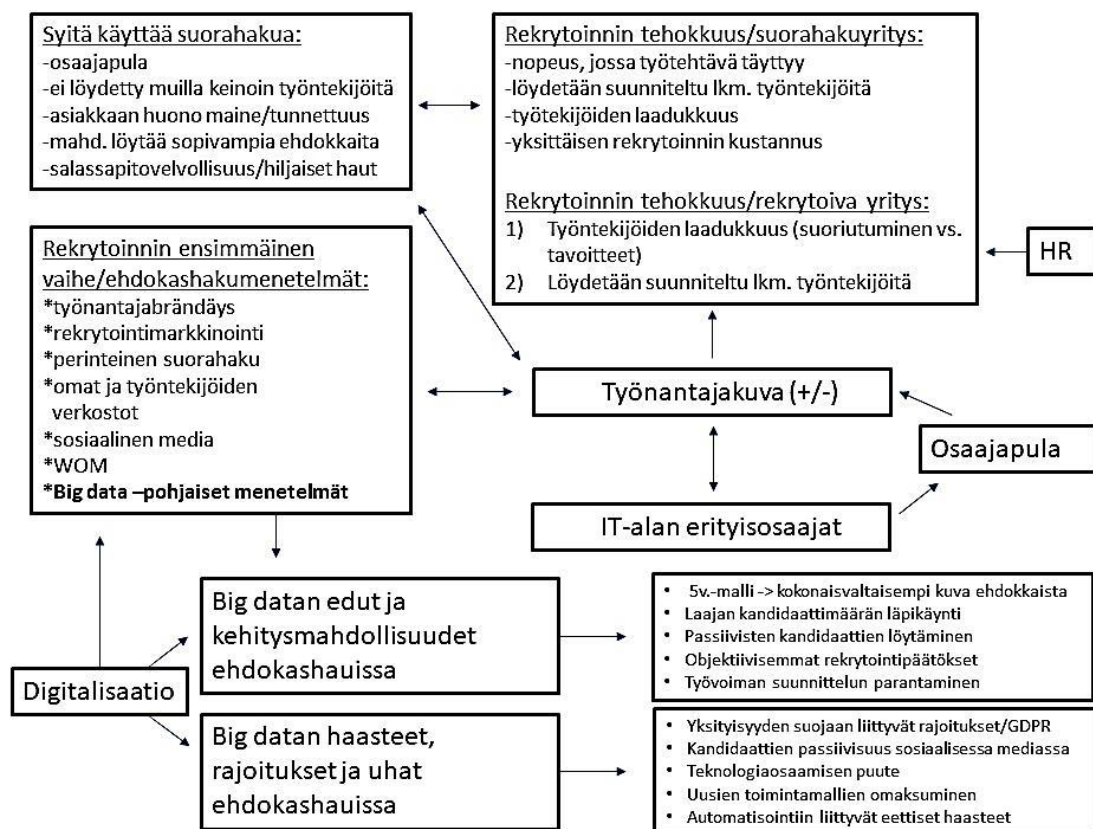 Syitä käyttää suorahakua:
-osaajapula
-ei löydetty muilla keinoin työntekijöitä
-asiakkaan huono maine/tunnettuus
-mahd. löytää sopivampia ehdokkaita
-salassapitovelvollisuus/hiljaiset haut
Rekrytoinnin tehokkuus/suorahakuyritys:
-nopeus, jossa työtehtävä täyttyy
-löydetään suunniteltu lkm. työntekijöitä
-työtekijöiden laadukkuus
-yksittäisen rekrytoinnin kustannus
Rekrytoinnin tehokkuus/rekrytoiva yritys:
1) Työntekijöiden laadukkuus (suoriutuminen vs.
tavoitteet)
2) Löydetään suunniteltu lkm. työntekijöitä
HR
Rekrytoinnin ensimmäinen
vaihe/ehdokashakumenetelmät:
*työnantajabrändäys
*rekrytointimarkkinointi
*perinteinen suorahaku
*omat ja työntekijöiden
verkostot
*sosiaalinen media
*WOM
*Big data –pohjaiset menetelmät
Työnantajakuva (+/-)
Osaajapula
IT-alan erityisosaajat
Digitalisaatio
Big datan edut ja
kehitysmahdollisuudet
ehdokashauissa
• 5v.-malli -> kokonaisvaltaisempi kuva ehdokkaista
• Laajan kandidaattimäärän läpikäynti
• Passiivisten kandidaattien löytäminen
• Objektiivisemmat rekrytointipäätökset
• Työvoiman suunnittelun parantaminen
Big datan haasteet,
rajoitukset ja uhat
ehdokashauissa
• Yksityisyyden suojaan liittyvät rajoitukset/GDPR
• Kandidaattien passiivisuus sosiaalisessa mediassa
• Teknologiaosaamisen puute
• Uusien toimintamallien omaksuminen
• Automatisointiin liittyvät eettiset haasteet